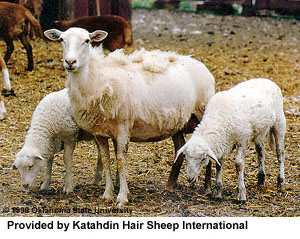 © 1998 Oklahoma State University
Provided by Katahdin Hair Sheep International